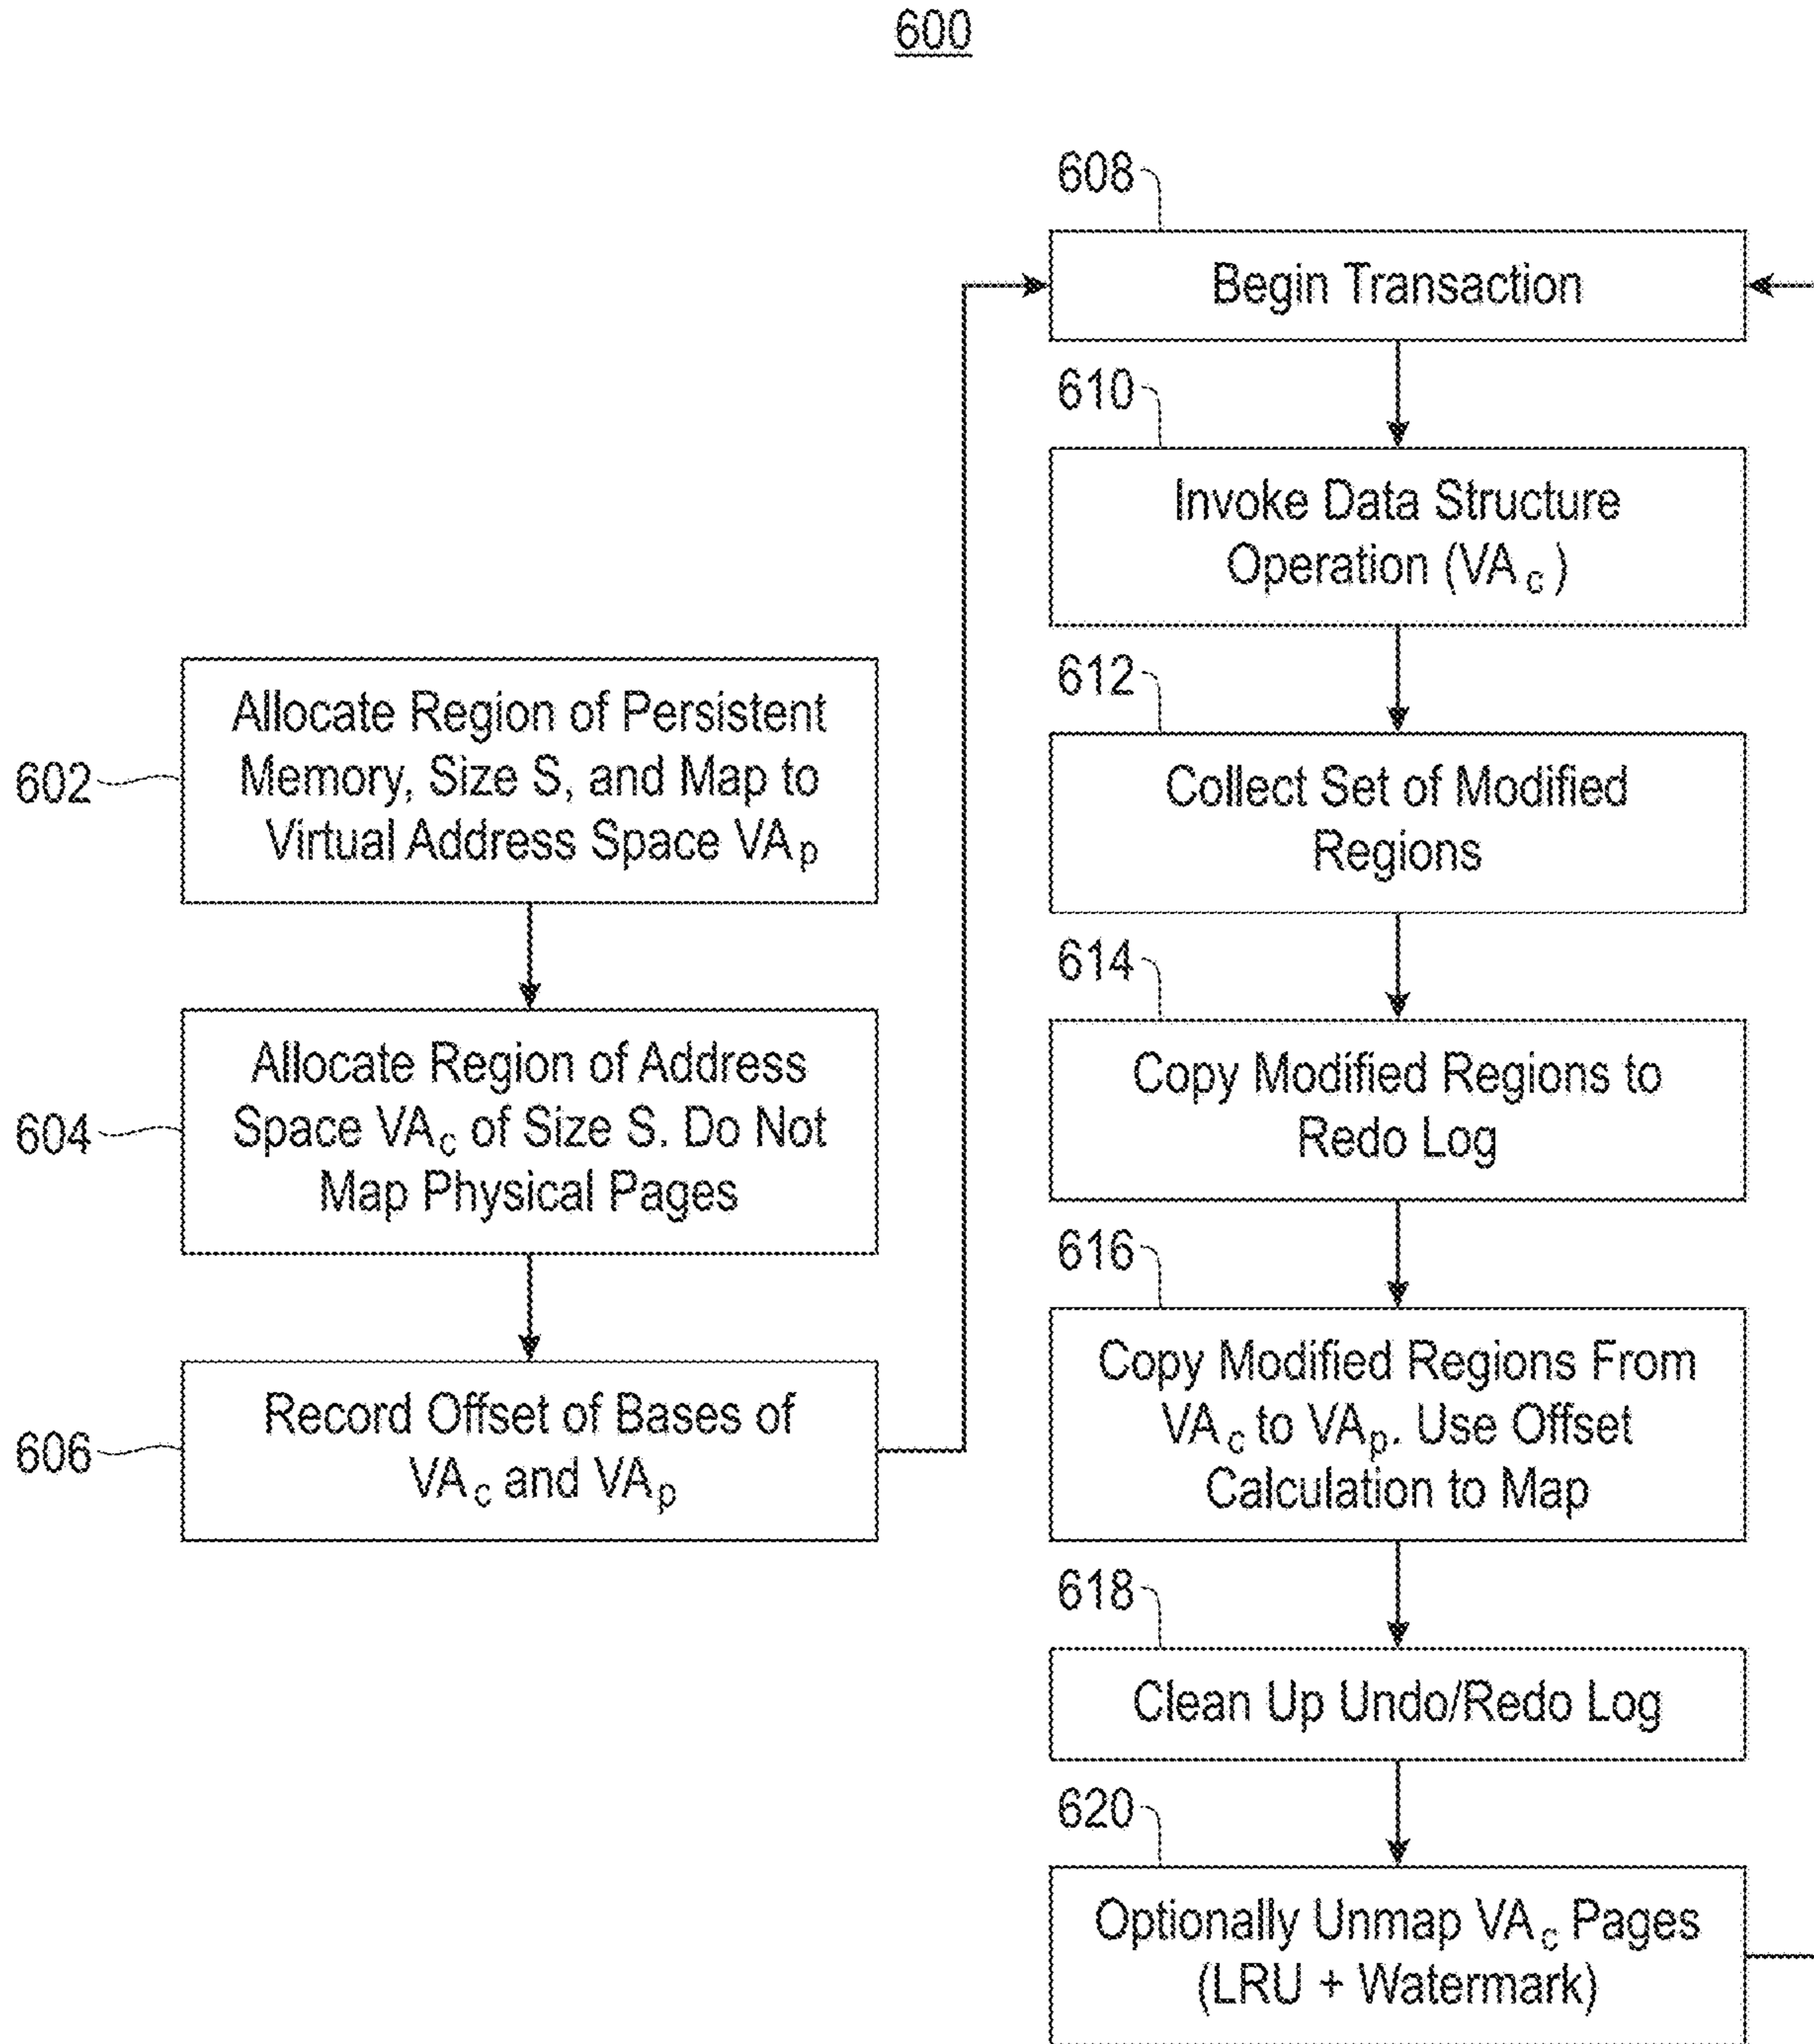 600
602
Allocate Region of Persistent
Memory, Size S, and Map to
Virtual Address Space VAp
604
Allocate Region of Address
Space VAc of Size S. Do Not
Map Physical Pages
606
Record Offset of Bases of
VAc and VAp
608
Begin Transaction
610
Invoke Data Structure
Operation (VAc)
612
Collect Set of Modified
Regions
614
Copy Modified Regions to
Redo Log
616
Copy Modified Regions From
VAc to VAp. Use Offset
Calculation to Map
618
Clean Up Undo/Redo Log
620
Optionally Unmap VAc Pages
(LRU + Watermark)